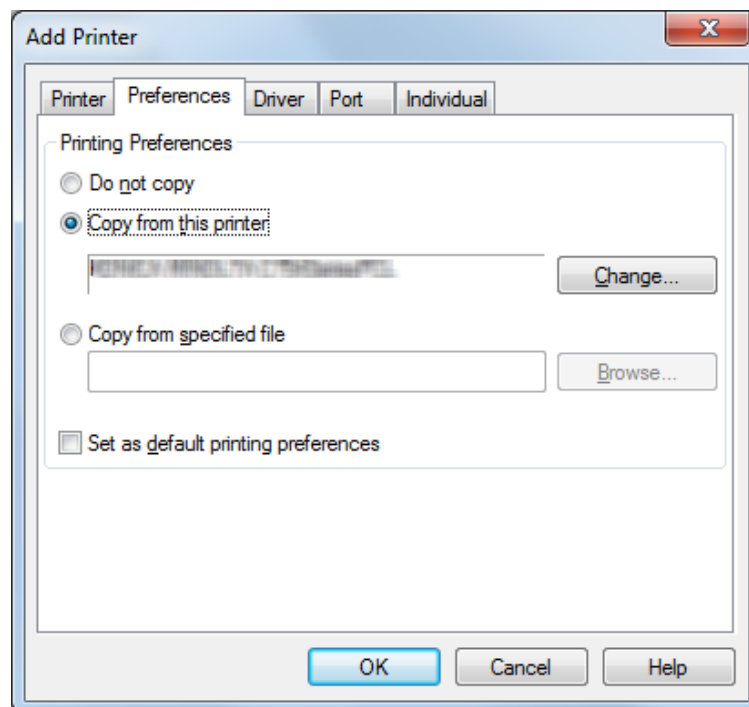 Add Printer
Printer Preferences Driver Port Individual
Printing Preferences
Do not copy
Copy from this printer
Change...
Copy from specified file
Browse...
Set as default printing preferences
OK Cancel Help